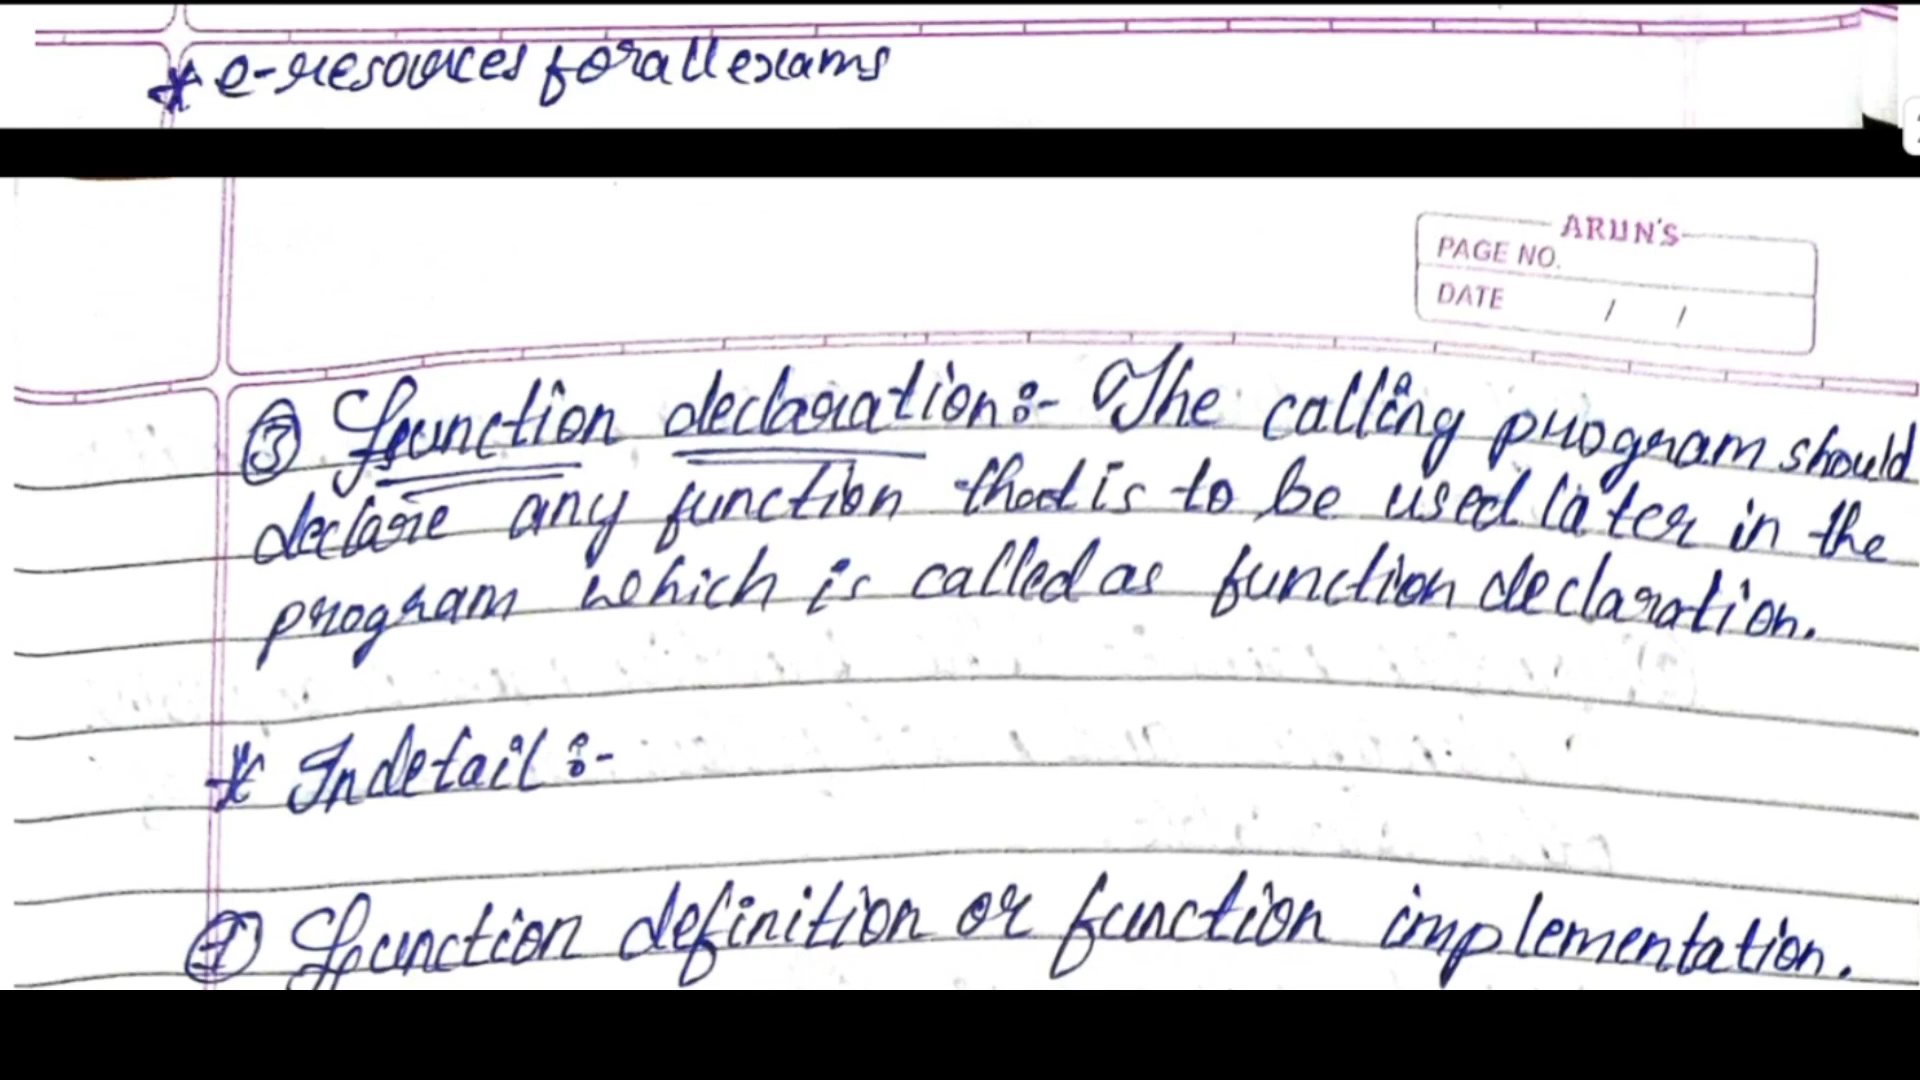 * e-resources for all exams
ARUN'S
PAGE NO.
DATE / /
③ Function declaration:- The calling program should
declare any function that is to be used later in the
program which is called as function declaration.
* In detail:-
① Function definition or function implementation.